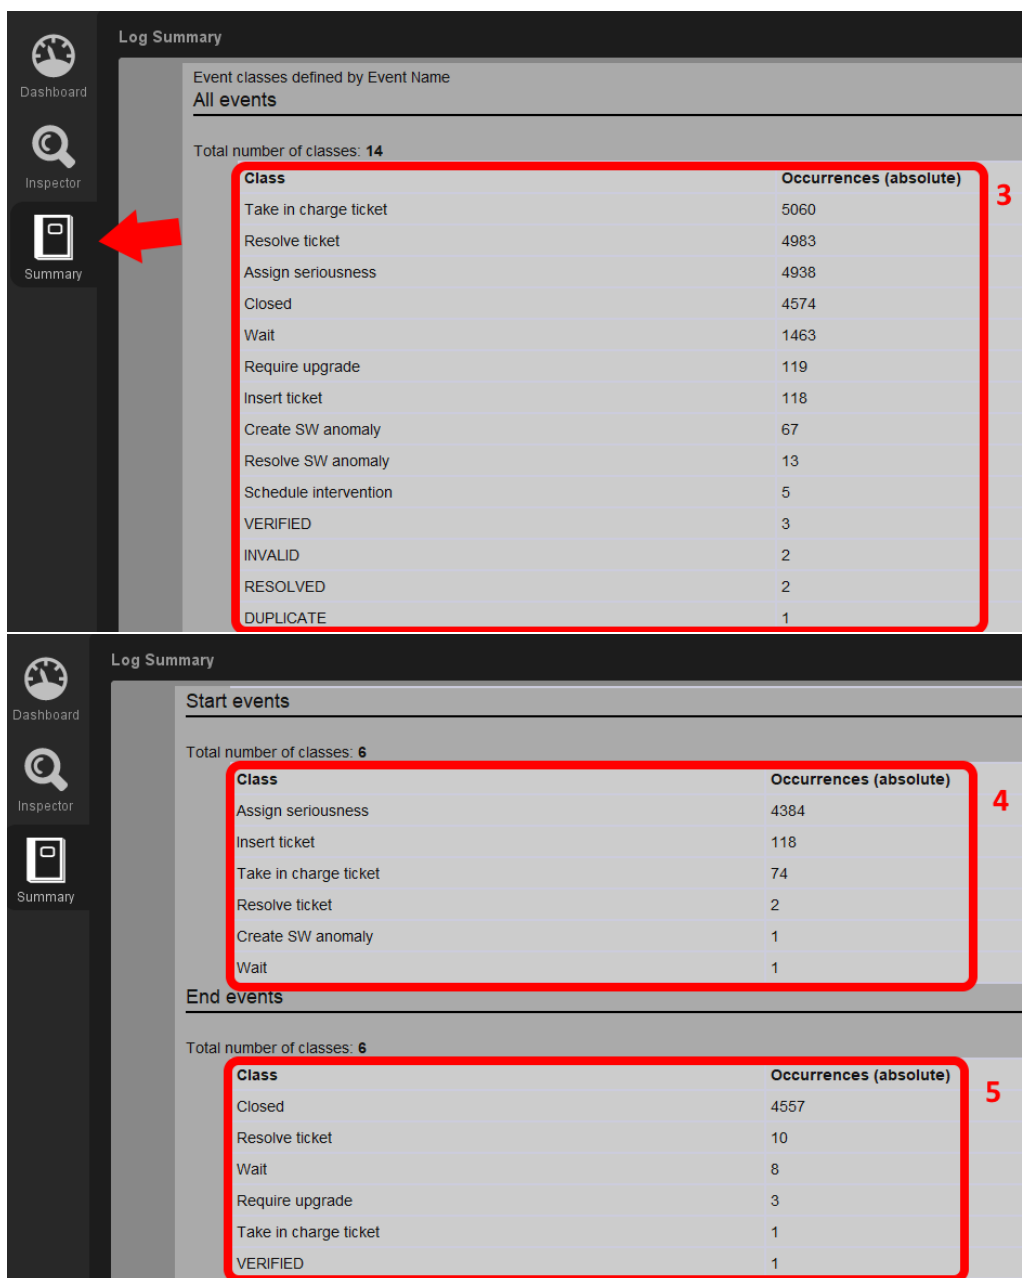 Log Summary
Dashboard
Inspector
Summary
Event classes defined by Event Name
All events
Total number of classes: 14
Class Occurrences (absolute)
3
Take in charge ticket 5060
Resolve ticket 4983
Assign seriousness 4938
Closed 4574
Wait 1463
Require upgrade 119
Insert ticket 118
Create SW anomaly 67
Resolve SW anomaly 13
Schedule intervention 5
VERIFIED 3
INVALID 2
RESOLVED 2
DUPLICATE 1
Log Summary
Dashboard
Inspector
Summary
Start events
Total number of classes: 6
Class Occurrences (absolute)
4
Assign seriousness 4384
Insert ticket 118
Take in charge ticket 74
Resolve ticket 2
Create SW anomaly 1
Wait 1
End events
Total number of classes: 6
Class Occurrences (absolute)
5
Closed 4557
Resolve ticket 10
Wait 8
Require upgrade 3
Take in charge ticket 1
VERIFIED 1